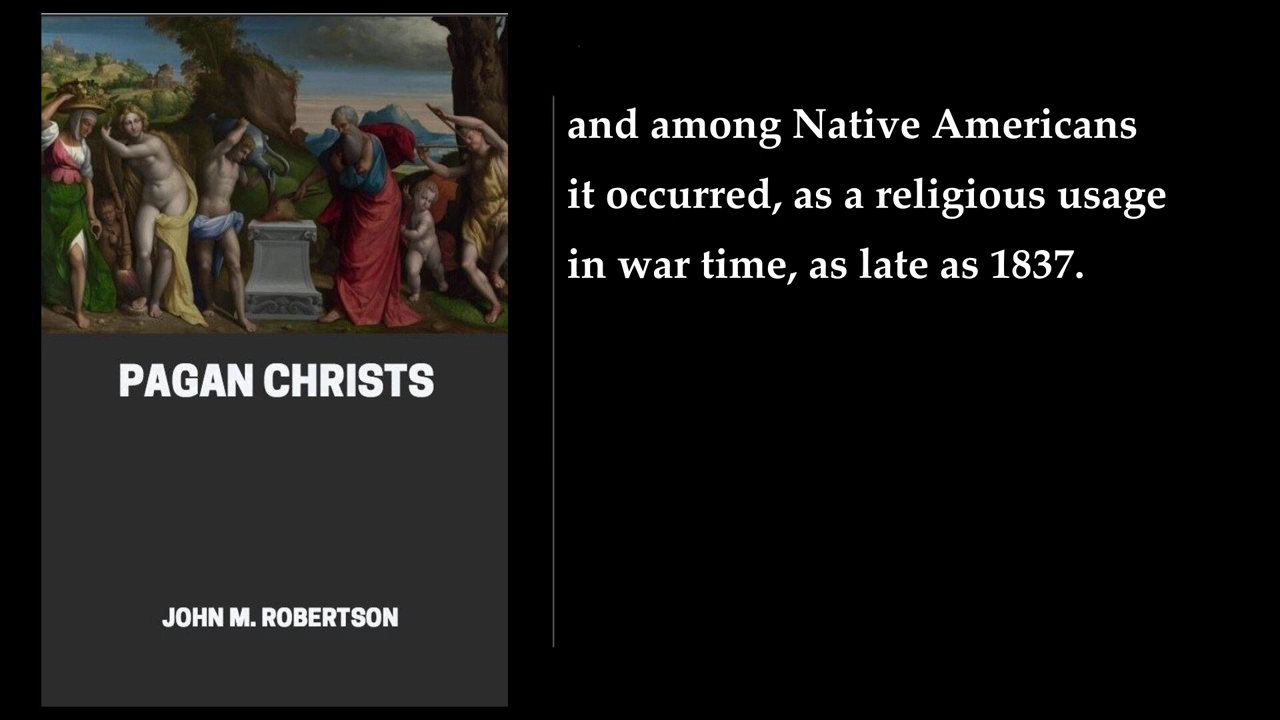 PAGAN CHRISTS
JOHN M. ROBERTSON
and among Native Americans
it occurred, as a religious usage
in war time, as late as 1837.